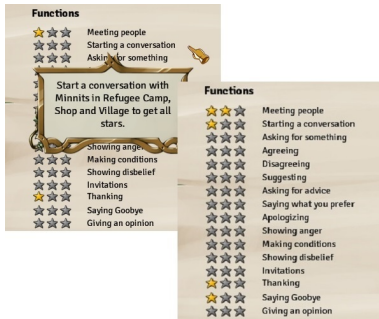 Functions
Meeting people
Starting a conversation
Asking for something
Start a conversation with
Minnits in Refugee Camp,
Shop and Village to get all
stars.
Showing anger
Making conditions
Showing disbelief
Invitations
Thanking
Saying Goobye
Giving an opinion
Functions
Meeting people
Starting a conversation
Asking for something
Agreeing
Disagreeing
Suggesting
Asking for advice
Saying what you prefer
Apologizing
Showing anger
Making conditions
Showing disbelief
Invitations
Thanking
Saying Goobye
Giving an opinion